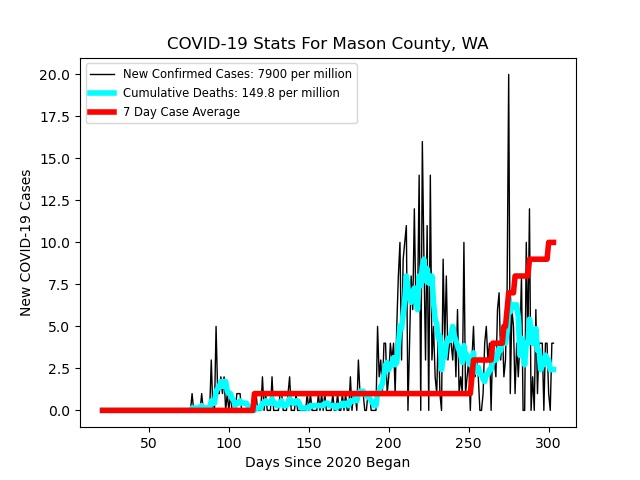 COVID-19 Stats For Mason County, WA
New Confirmed Cases: 7900 per million
Cumulative Deaths: 149.8 per million
7 Day Case Average
New COVID-19 Cases
20.0
17.5
15.0
12.5
10.0
7.5
5.0
2.5
0.0
50 100 150 200 250 300
Days Since 2020 Began